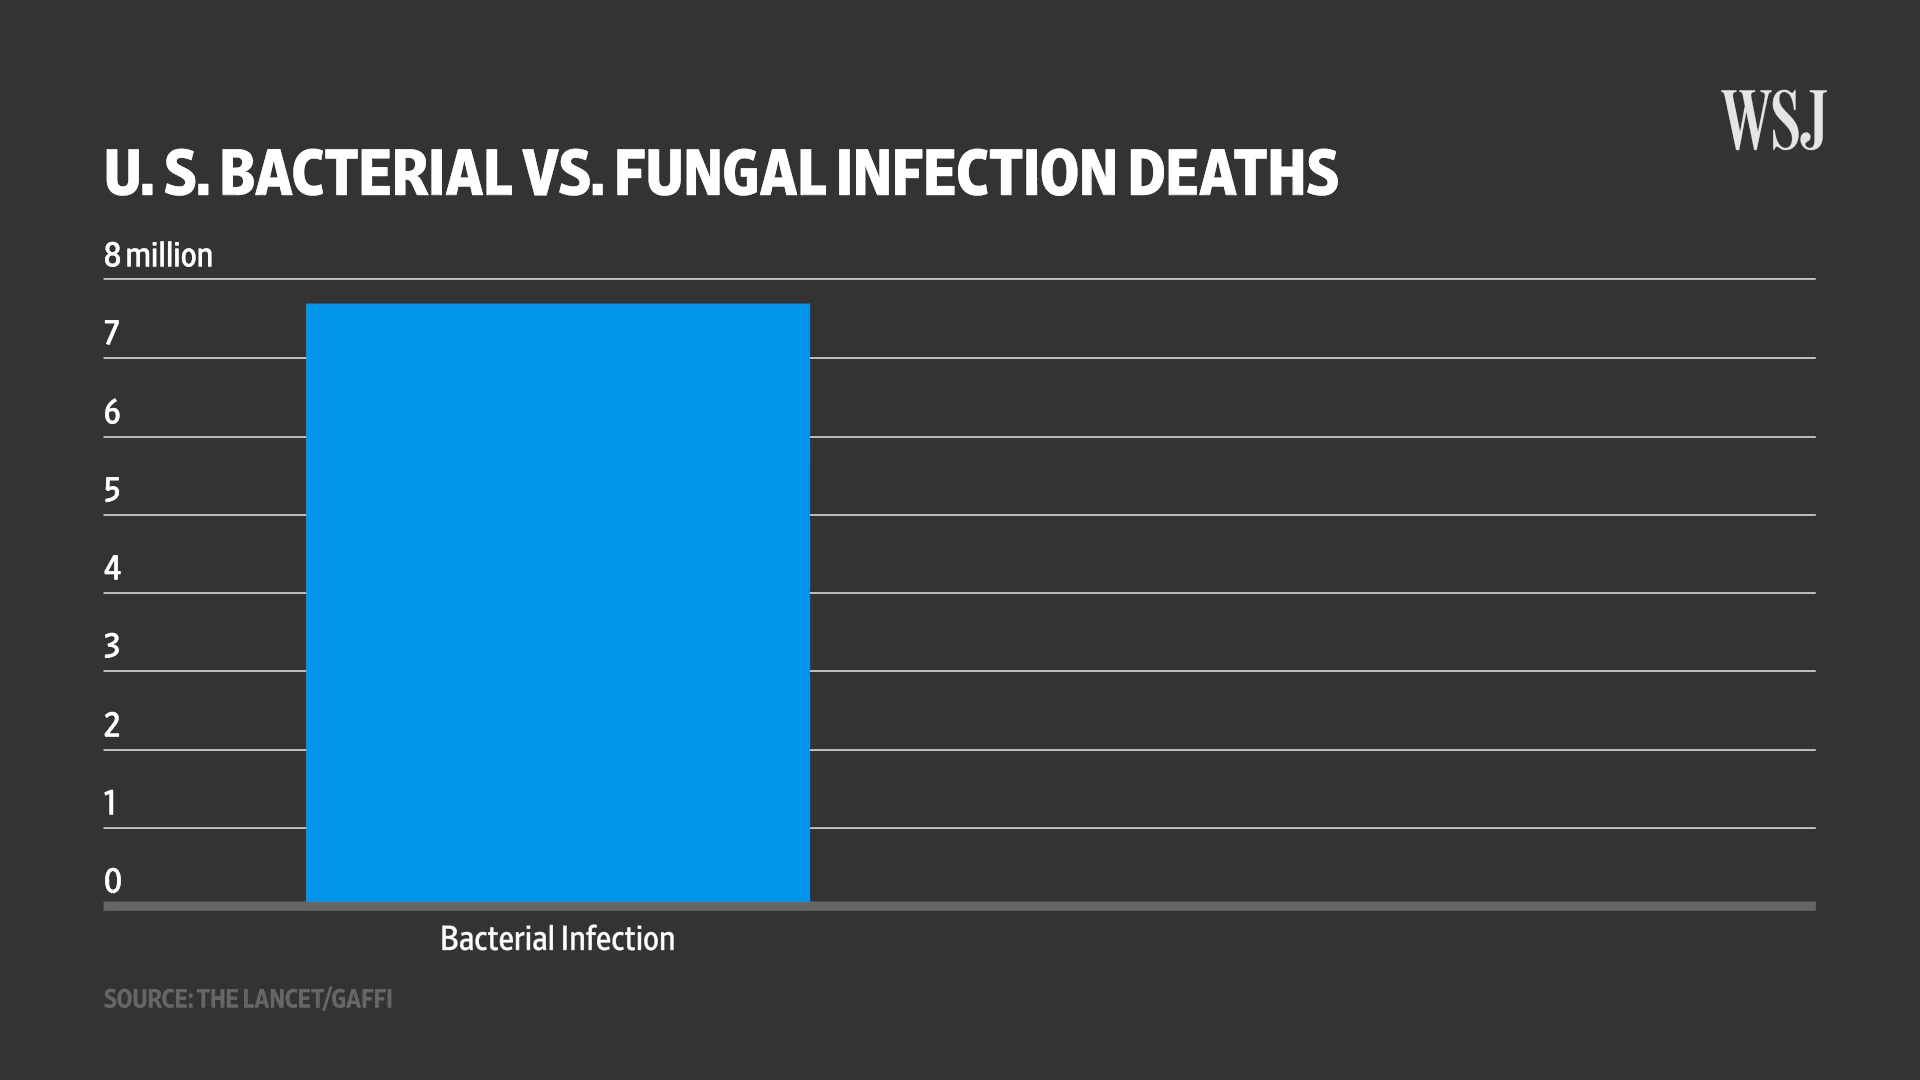 WSJ
U. S. BACTERIAL VS. FUNGAL INFECTION DEATHS
8 million
7
6
5
4
3
2
1
0
Bacterial Infection
SOURCE: THE LANCET/GAFFI